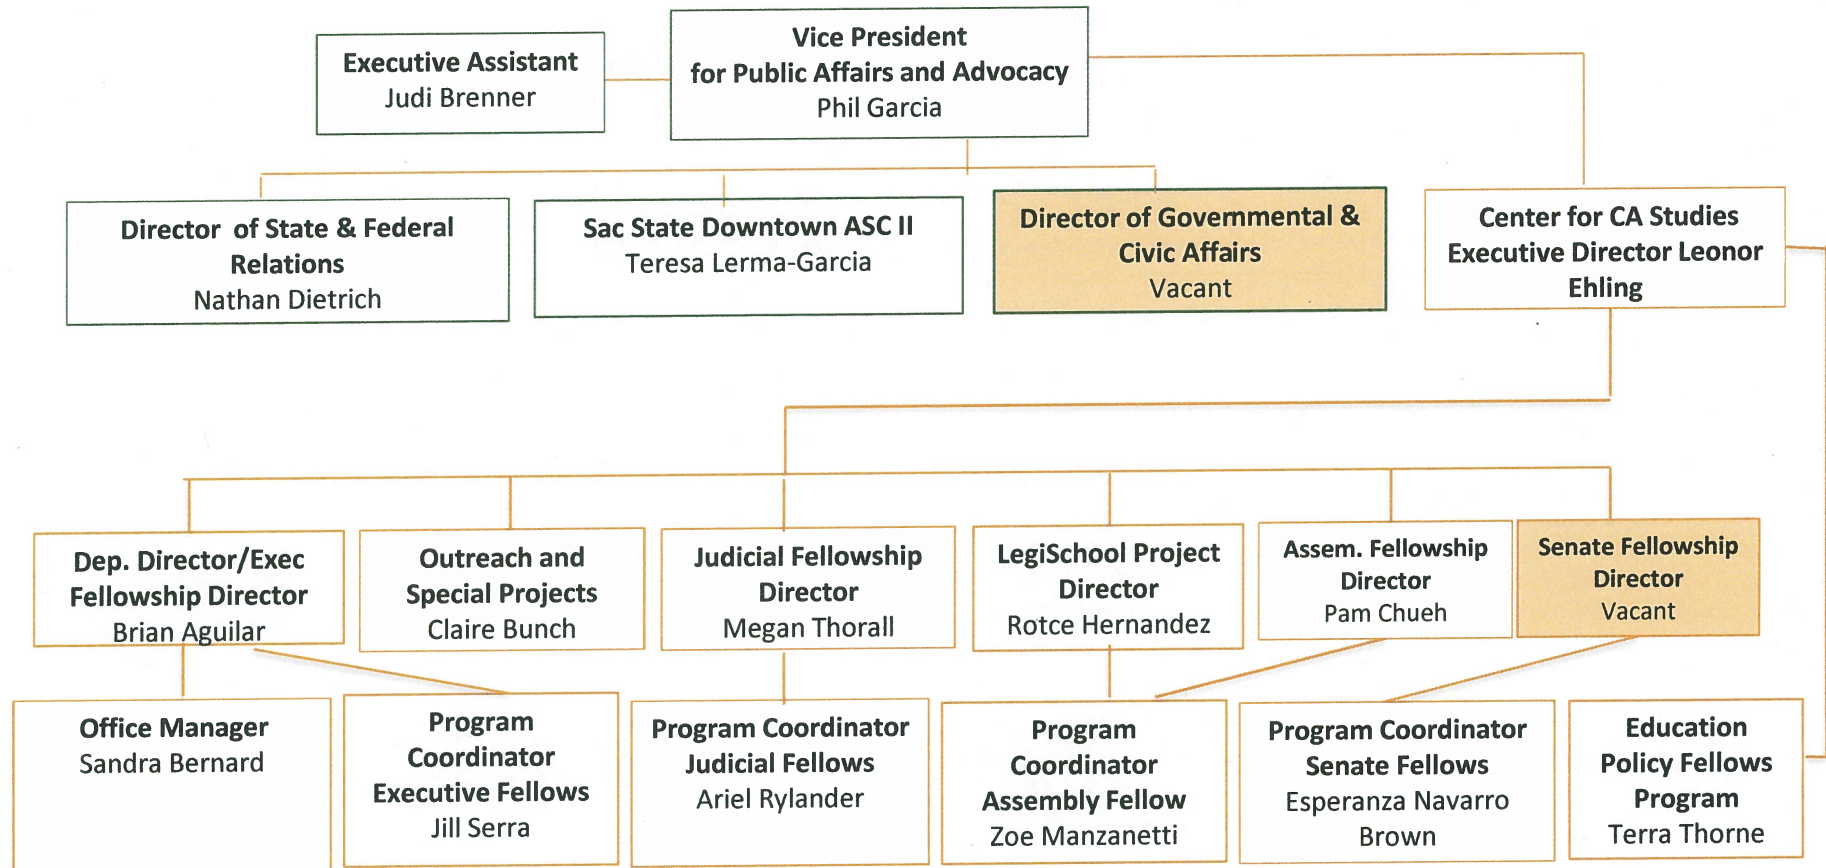 Executive Assistant
Judi Brenner
Vice President
for Public Affairs and Advocacy
Phil Garcia
Director of State & Federal
Relations
Nathan Dietrich
Sac State Downtown ASC II
Teresa Lerma-Garcia
Director of Governmental &
Civic Affairs
Vacant
Center for CA Studies
Executive Director Leonor
Ehling
Dep. Director/Exec
Fellowship Director
Brian Aguilar
Outreach and
Special Projects
Claire Bunch
Judicial Fellowship
Director
Megan Thorall
LegiSchool Project
Director
Rotce Hernandez
Assem. Fellowship
Director
Pam Chueh
Senate Fellowship
Director
Vacant
Office Manager
Sandra Bernard
Program
Coordinator
Executive Fellows
Jill Serra
Program Coordinator
Judicial Fellows
Ariel Rylander
Program
Coordinator
Assembly Fellow
Zoe Manzanetti
Program Coordinator
Senate Fellows
Esperanza Navarro
Brown
Education
Policy Fellows
Program
Terra Thorne